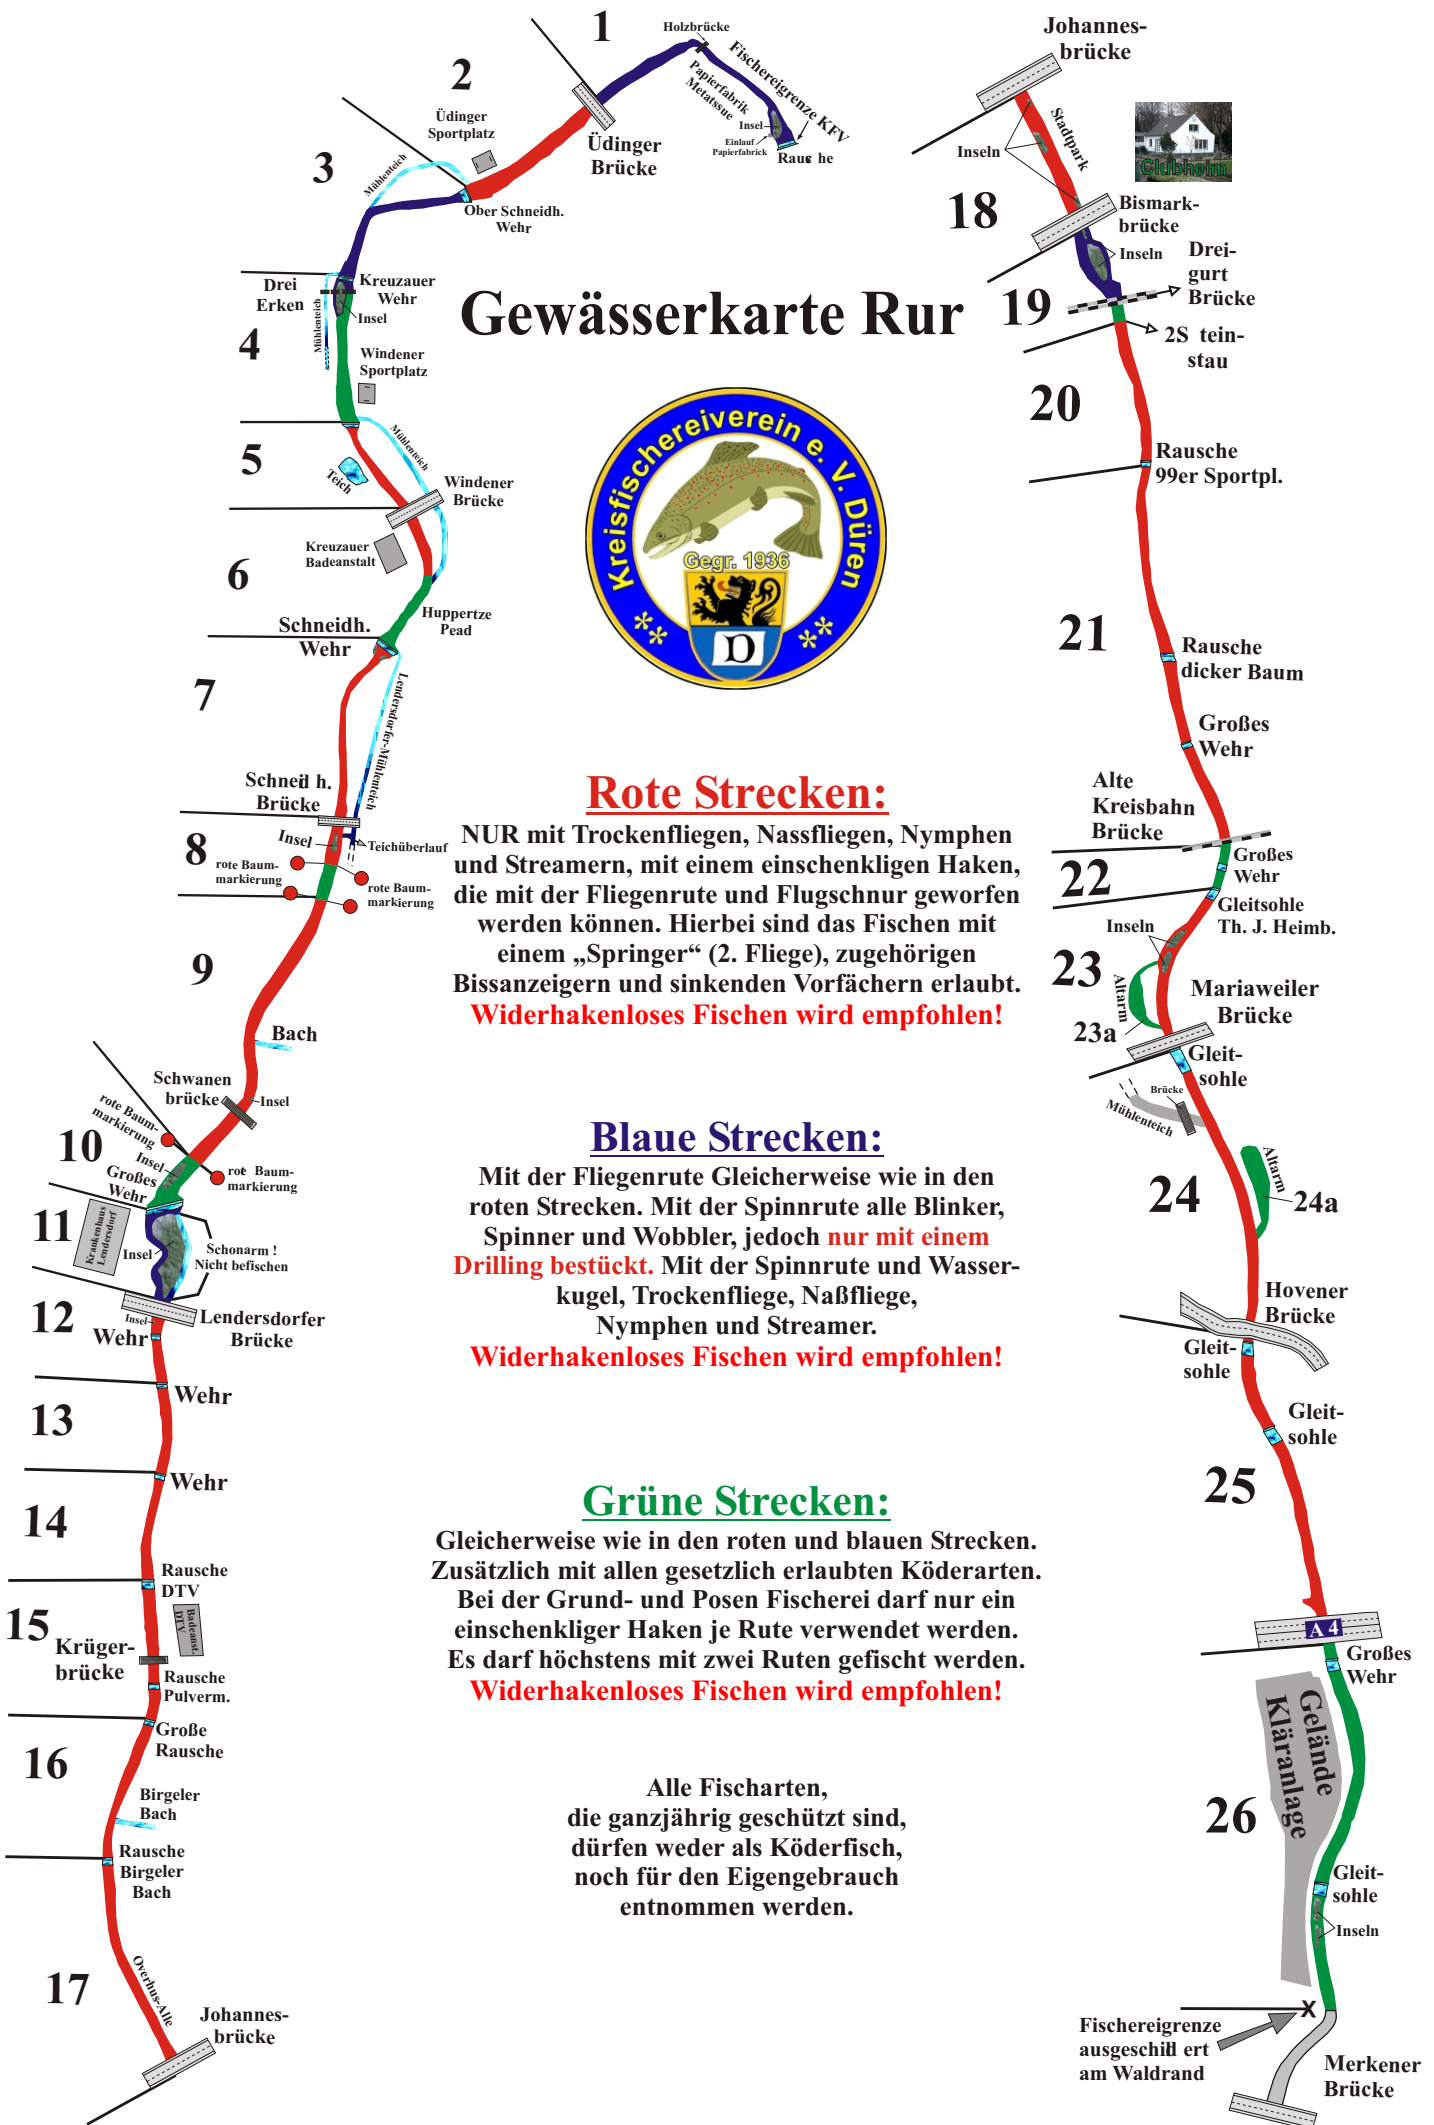 Gewässerkarte Rur
Kreisfischereiverein e. V. Düren
Gegr. 1936
D
1
Holzbrücke
Fischereigrenze KFV
Papierfabrik
Metatssue
Insel
Einlauf
Papierfabrick
Raus he
Üdinger
Brücke
2
Üdinger
Sportplatz
3
Mühlenteich
Ober Schneidh.
Wehr
Drei
Erken
Kreuzauer
Wehr
Insel
Mühlenteich
4
Windener
Sportplatz
5
Mühlenteich
Teich
Windener
Brücke
Kreuzauer
Badeanstalt
6
Huppertze
Pead
Schneidh.
Wehr
7
Lendersdorfer-Mühlenteich
Schneid h.
Brücke
Insel
Teichüberlauf
8
rote Baum-
markierung
rote Baum-
markierung
9
Bach
Schwanen
brücke
Insel
rote Baum-
markierung
10
Insel
Großes
Wehr
rote Baum-
markierung
11
Krankenhaus
Lendersdorf
Insel
Schonarm !
Nicht befischen
12
Insel
Wehr
Lendersdorfer
Brücke
Wehr
13
Wehr
14
Rausche
DTV
15
Badeanst.
DTV
Krüger-
brücke
Rausche
Pulverm.
Große
Rausche
16
Birgeler
Bach
Rausche
Birgeler
Bach
17
Overhus-Alle
Johannes-
brücke
Rote Strecken:
NUR mit Trockenfliegen, Nassfliegen, Nymphen
und Streamern, mit einem einschenkligen Haken,
die mit der Fliegenrute und Flugschnur geworfen
werden können. Hierbei sind das Fischen mit
einem „Springer“ (2. Fliege), zugehörigen
Bissanzeigern und sinkenden Vorfächern erlaubt.
Widerhakenloses Fischen wird empfohlen!
Blaue Strecken:
Mit der Fliegenrute Gleicherweise wie in den
roten Strecken. Mit der Spinnrute alle Blinker,
Spinner und Wobbler, jedoch nur mit einem
Drilling bestückt. Mit der Spinnrute und Wasser-
kugel, Trockenfliege, Naßfliege,
Nymphen und Streamer.
Widerhakenloses Fischen wird empfohlen!
Grüne Strecken:
Gleicherweise wie in den roten und blauen Strecken.
Zusätzlich mit allen gesetzlich erlaubten Köderarten.
Bei der Grund- und Posen Fischerei darf nur ein
einschenkliger Haken je Rute verwendet werden.
Es darf höchstens mit zwei Ruten gefischt werden.
Widerhakenloses Fischen wird empfohlen!
Alle Fischarten,
die ganzjährig geschützt sind,
dürfen weder als Köderfisch,
noch für den Eigengebrauch
entnommen werden.
Johannes-
brücke
Inseln
Stadtpark
Clubheim
18
Bismark-
brücke
Inseln
Drei-
gurt
Brücke
19
2S tein-
stau
20
Rausche
99er Sportpl.
21
Rausche
dicker Baum
Großes
Wehr
Alte
Kreisbahn
Brücke
22
Großes
Wehr
Gleitsohle
Th. J. Heimb.
Inseln
23
Altarm
23a
Mariaweiler
Brücke
Gleit-
sohle
Brücke
Mühlenteich
24
Altarm
24a
Hovener
Brücke
Gleit-
sohle
Gleit-
sohle
25
A 4
Großes
Wehr
Gelände
Kläranlage
26
Gleit-
sohle
Inseln
X
Fischereigrenze
ausgeschild ert
am Waldrand
Merkener
Brücke